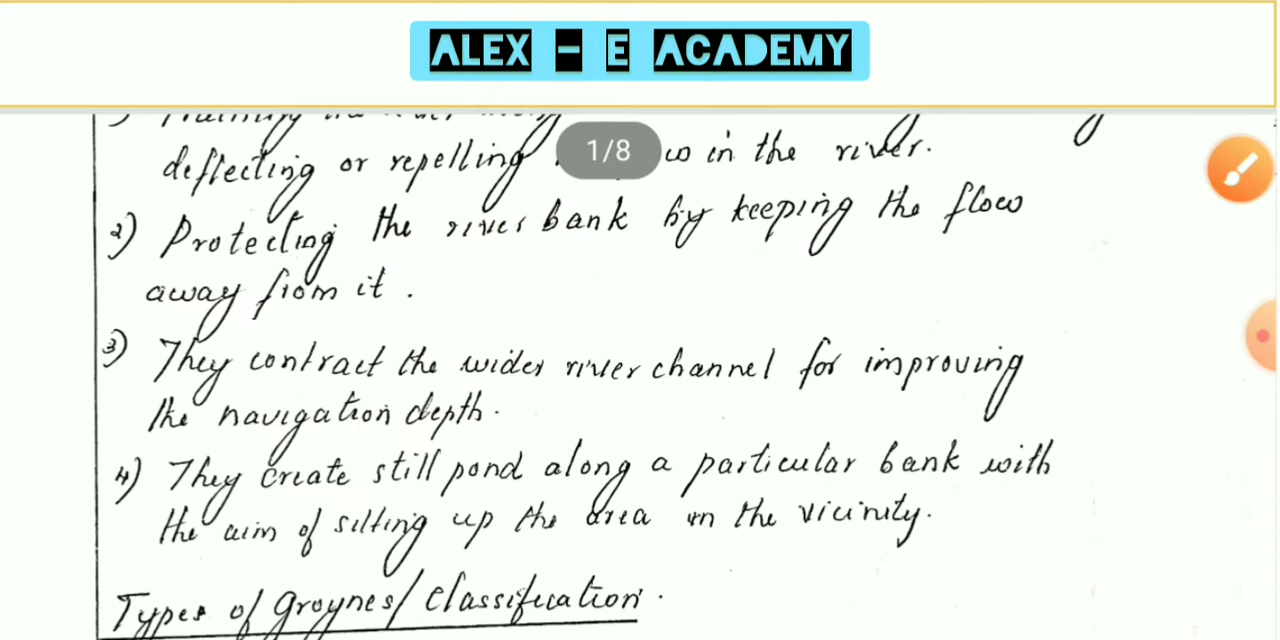 ALEX - E ACADEMY
deflecting or repelling
1/8
in the river.
2) Protecting the river bank by keeping the flow
away from it .
3) They contract the wider river channel for improving
the navigation depth.
4) They create still pond along a particular bank with
the aim of silting up the area in the vicinity.
Types of groynes/classification.